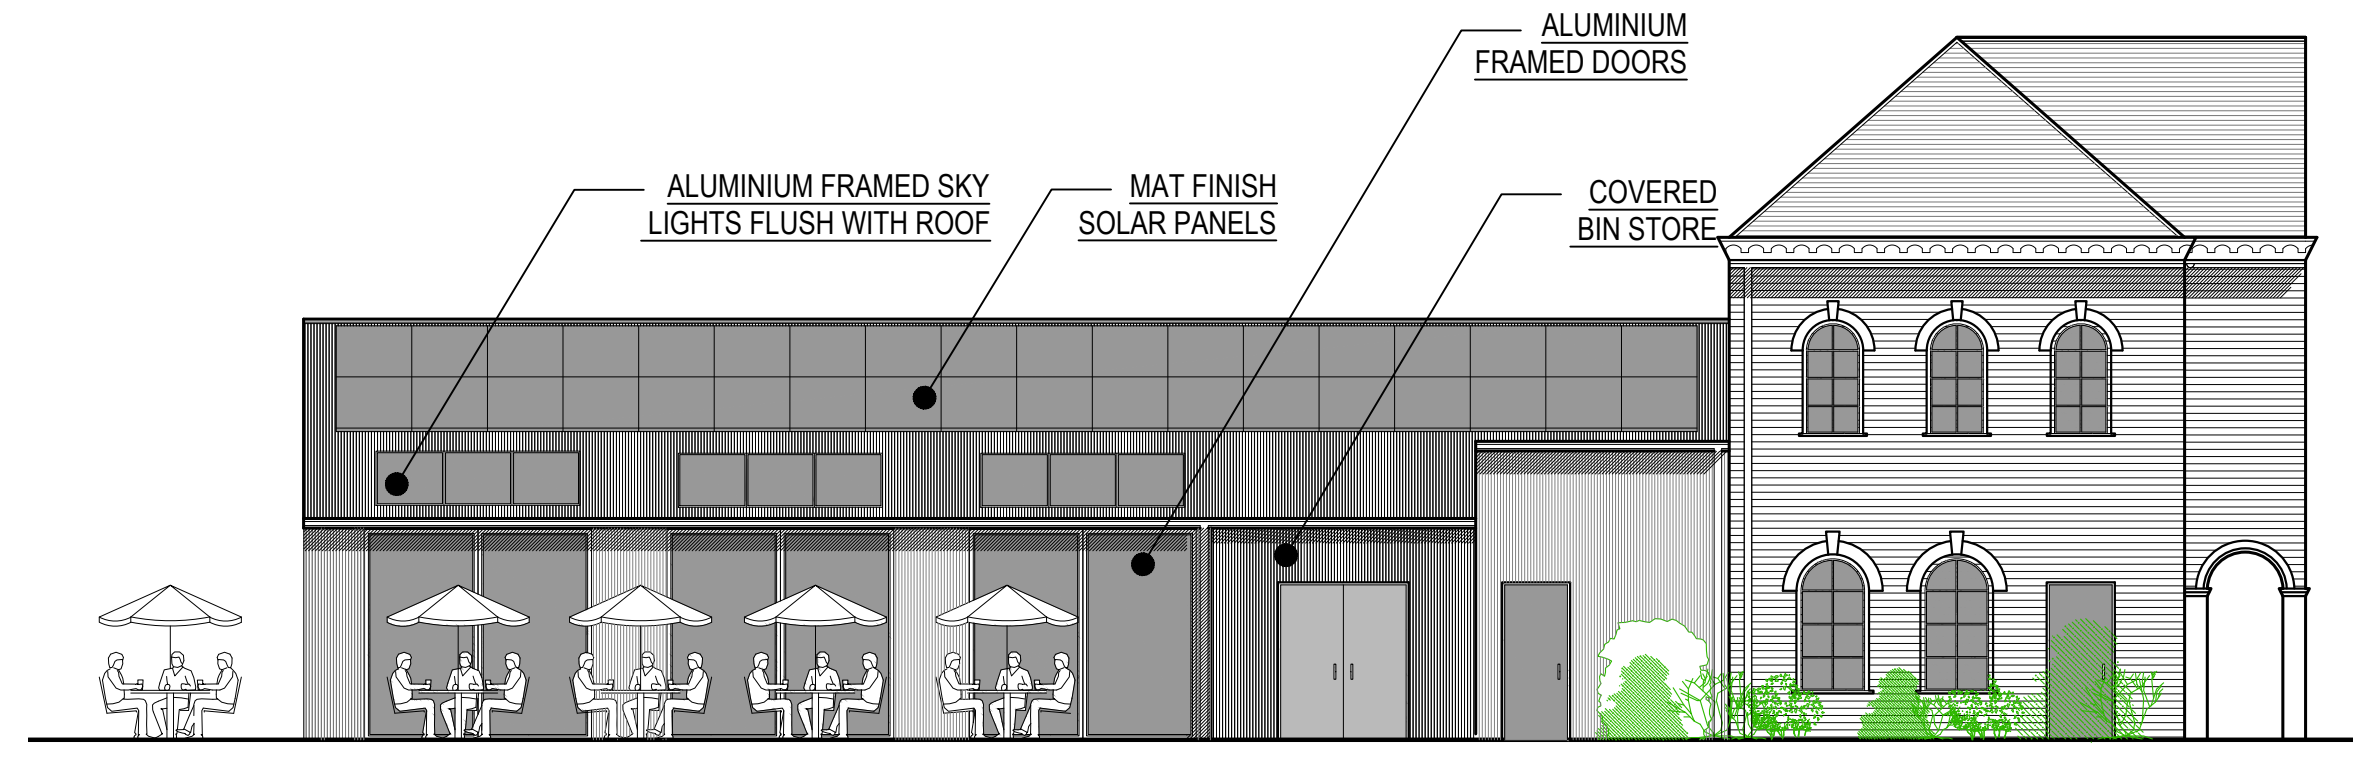 ALUMINIUM
FRAMED DOORS
ALUMINIUM FRAMED SKY
LIGHTS FLUSH WITH ROOF
MAT FINISH
SOLAR PANELS
COVERED
BIN STORE